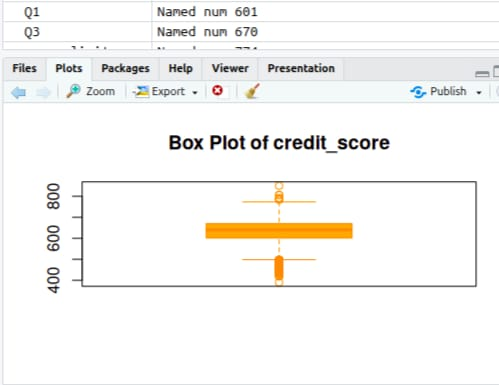 Q1 Named num 601
Q3 Named num 670
Files Plots Packages Help Viewer Presentation
Zoom Export Publish
Box Plot of credit_score
800
600
400